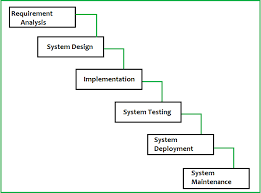 Requirement
Analysis
System Design
Implementation
System Testing
System
Deployment
System
Maintenance